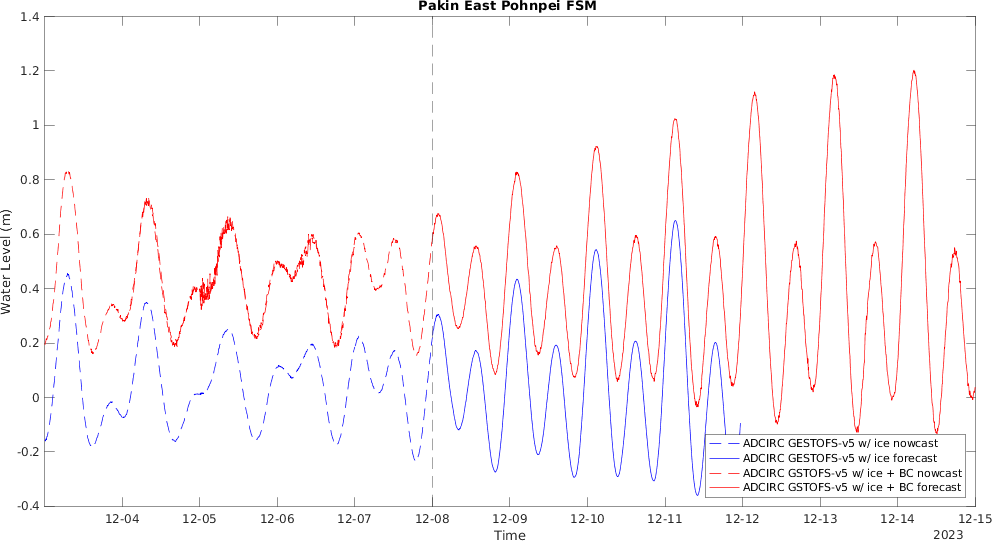 Pakin East Pohnpei FSM
1.4
1.2
1
0.8
0.6
0.4
0.2
0
-0.2
-0.4
Water Level (m)
12-04 12-05 12-06 12-07 12-08 12-09 12-10 12-11 12-12 12-13 12-14 12-15
Time
2023
ADCIRC GESTOFS-v5 w/ ice nowcast
ADCIRC GESTOFS-v5 w/ ice forecast
ADCIRC GSTOFS-v5 w/ ice + BC nowcast
ADCIRC GSTOFS-v5 w/ ice + BC forecast